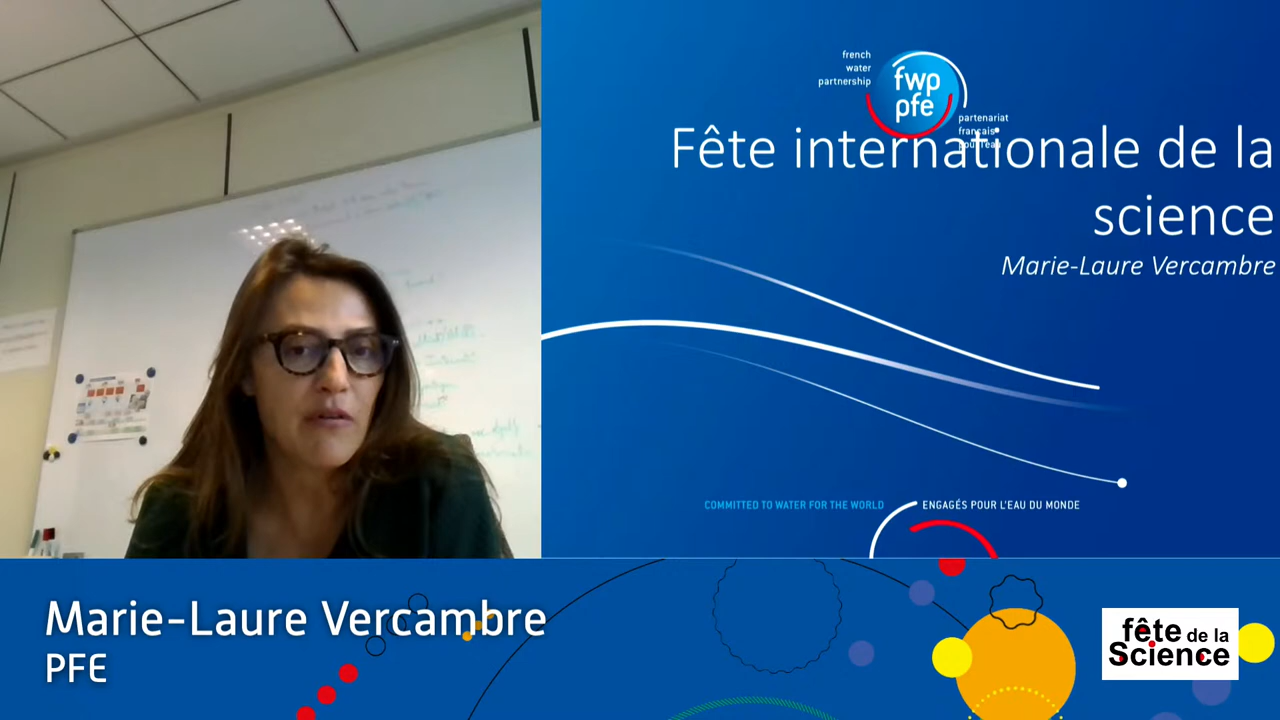 french
water
partnership
fwp
pfe
partenariat
français
pour l'eau
Fête internationale de la
science
Marie-Laure Vercambre
COMMITTED TO WATER FOR THE WORLD
ENGAGÉS POUR L'EAU DU MONDE
Marie-Laure Vercambre
PFE
fête de la
Science